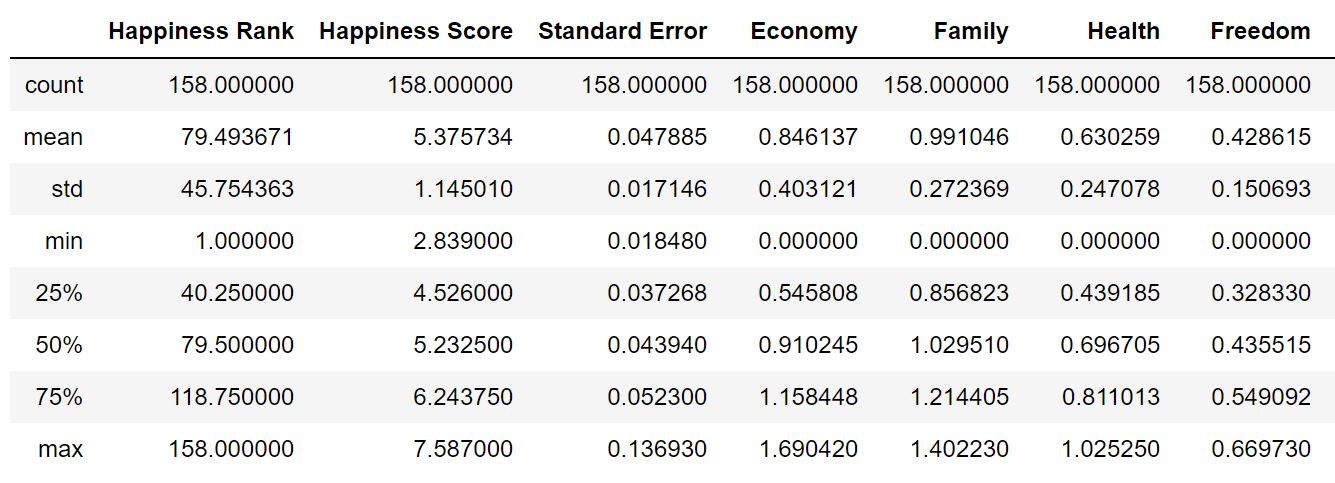 Happiness Rank Happiness Score Standard Error Economy Family Health Freedom
count 158.000000 158.000000 158.000000 158.000000 158.000000 158.000000 158.000000
mean 79.493671 5.375734 0.047885 0.846137 0.991046 0.630259 0.428615
std 45.754363 1.145010 0.017146 0.403121 0.272369 0.247078 0.150693
min 1.000000 2.839000 0.018480 0.000000 0.000000 0.000000 0.000000
25% 40.250000 4.526000 0.037268 0.545808 0.856823 0.439185 0.328330
50% 79.500000 5.232500 0.043940 0.910245 1.029510 0.696705 0.435515
75% 118.750000 6.243750 0.052300 1.158448 1.214405 0.811013 0.549092
max 158.000000 7.587000 0.136930 1.690420 1.402230 1.025250 0.669730